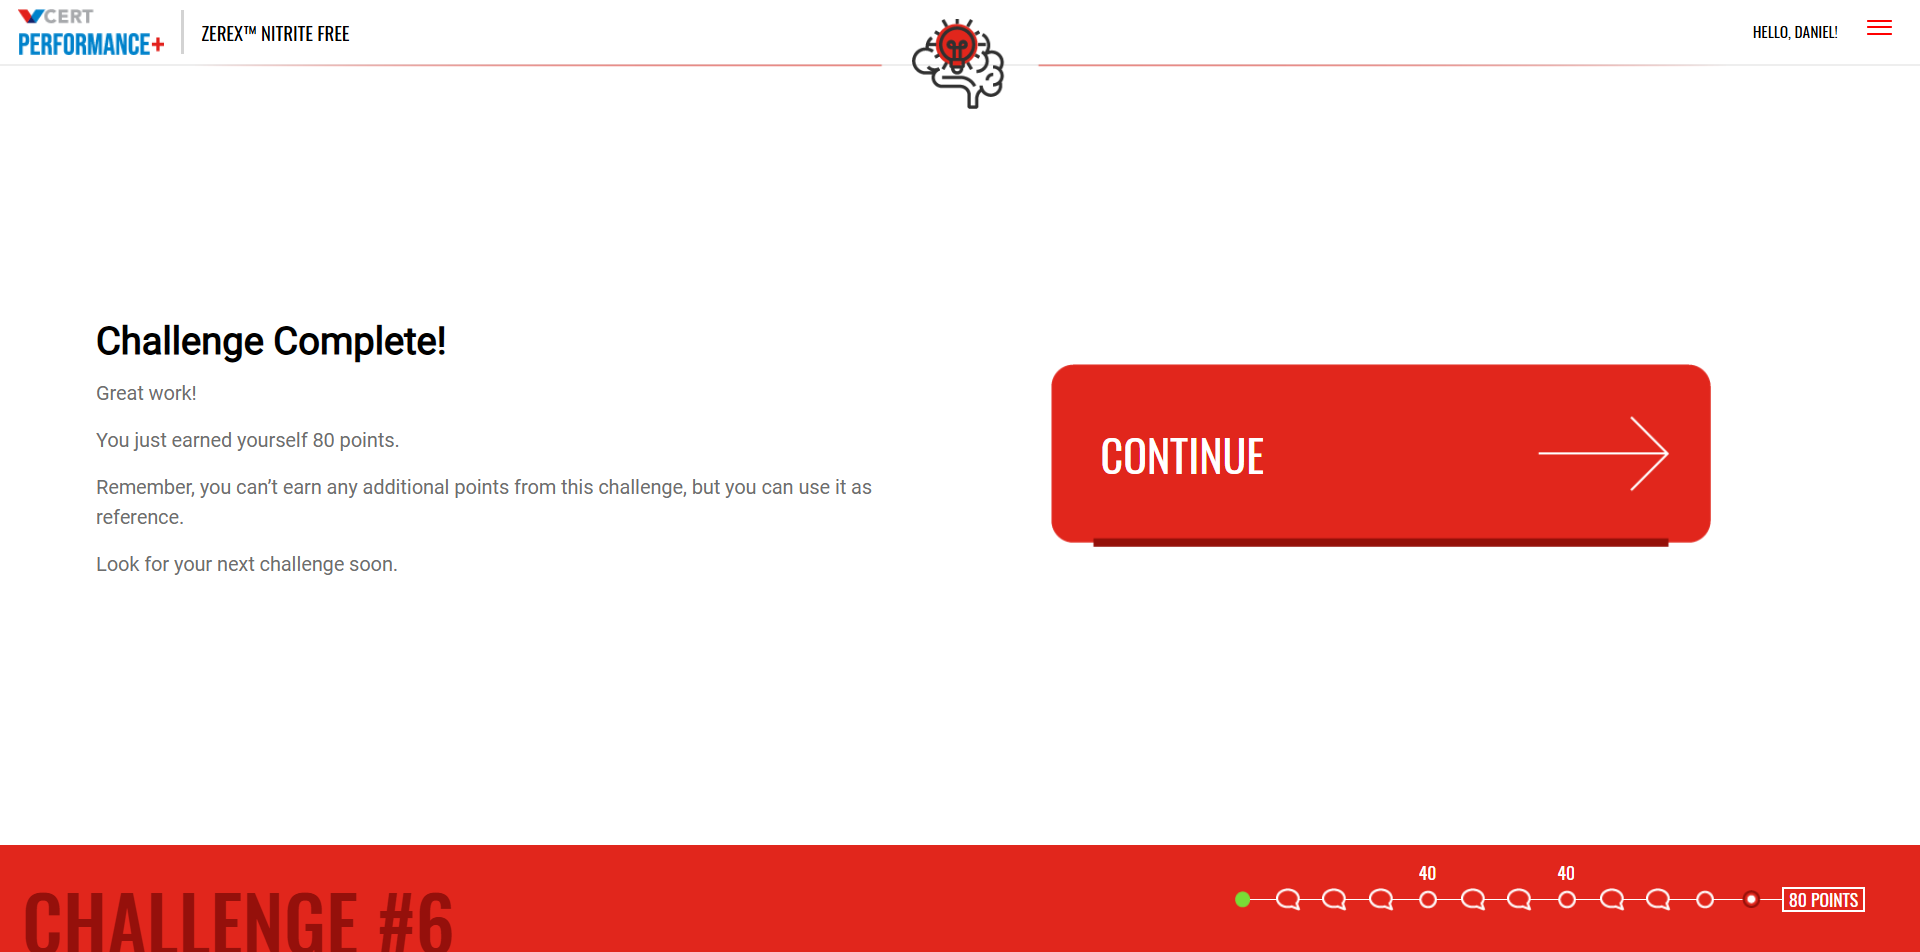 VCERT
PERFORMANCE+
ZEREX™ NITRITE FREE
HELLO, DANIEL!
Challenge Complete!
Great work!
You just earned yourself 80 points.
Remember, you can’t earn any additional points from this challenge, but you can use it as
reference.
Look for your next challenge soon.
CONTINUE
CHALLENGE #6
40
40
80 POINTS